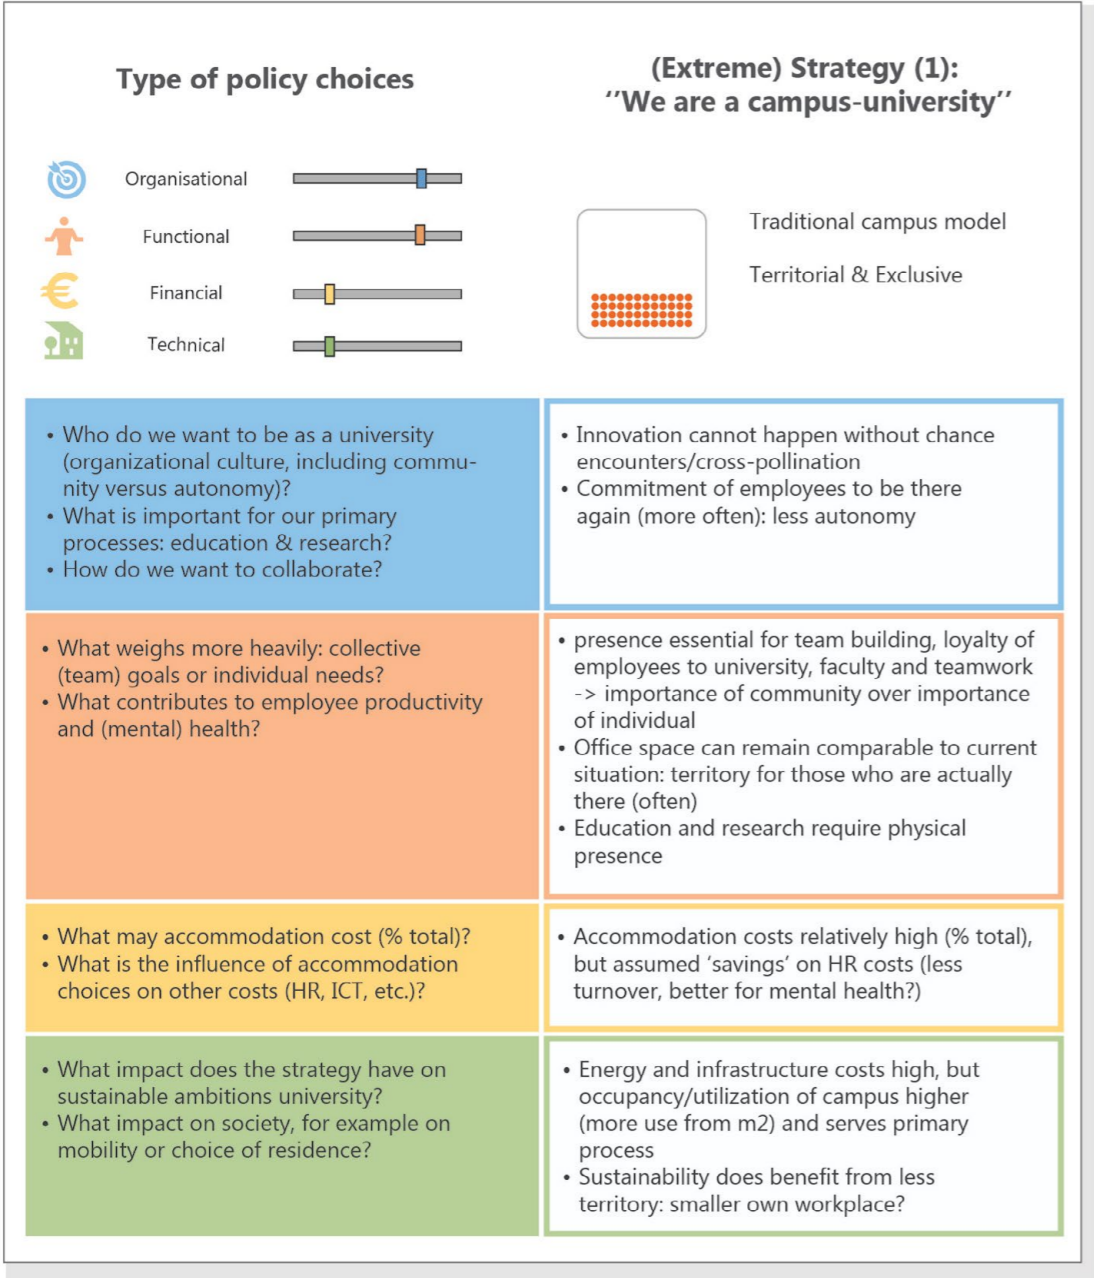 Type of policy choices
(Extreme) Strategy (1):
‘‘We are a campus-university’’
Organisational
Functional
€
Financial
Technical
Traditional campus model
Territorial & Exclusive
• Who do we want to be as a university
(organizational culture, including commu-
nity versus autonomy)?
• What is important for our primary
processes: education & research?
• How do we want to collaborate?
• Innovation cannot happen without chance
encounters/cross-pollination
• Commitment of employees to be there
again (more often): less autonomy
• What weighs more heavily: collective
(team) goals or individual needs?
• What contributes to employee productivity
and (mental) health?
• presence essential for team building, loyalty of
employees to university, faculty and teamwork
-> importance of community over importance
of individual
• Office space can remain comparable to current
situation: territory for those who are actually
there (often)
• Education and research require physical
presence
• What may accommodation cost (% total)?
• What is the influence of accommodation
choices on other costs (HR, ICT, etc.)?
• Accommodation costs relatively high (% total),
but assumed ‘savings’ on HR costs (less
turnover, better for mental health?)
• What impact does the strategy have on
sustainable ambitions university?
• What impact on society, for example on
mobility or choice of residence?
• Energy and infrastructure costs high, but
occupancy/utilization of campus higher
(more use from m2) and serves primary
process
• Sustainability does benefit from less
territory: smaller own workplace?